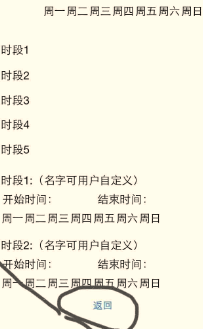 周一周二周三周四周五周六周日
时段1
时段2
时段3
时段4
时段5
时段1:（名字可用户自定义）
开始时间： 结束时间：
周一周二周三周四周五周六周日
时段2:（名字可用户自定义）
开始时间： 结束时间：
周一周二周三周四周五周六周日
返回